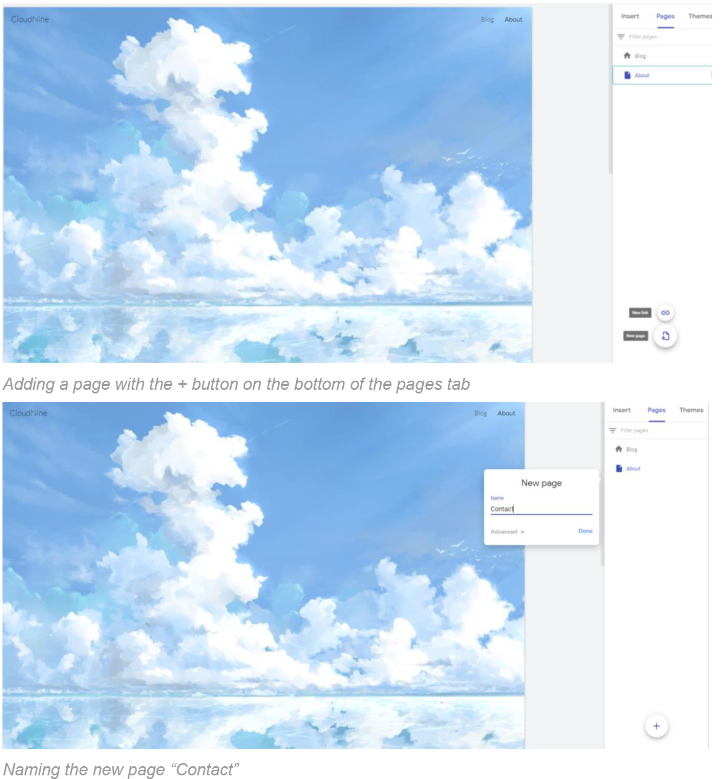 CloudNine
Blog About
Insert Pages Themes
Filter pages
Blog
About
New link
New page
Adding a page with the + button on the bottom of the pages tab
CloudNine
Blog About
Insert Pages Themes
Filter pages
Blog
About
New page
Name
Contact
Advanced
Done
+
Naming the new page “Contact”